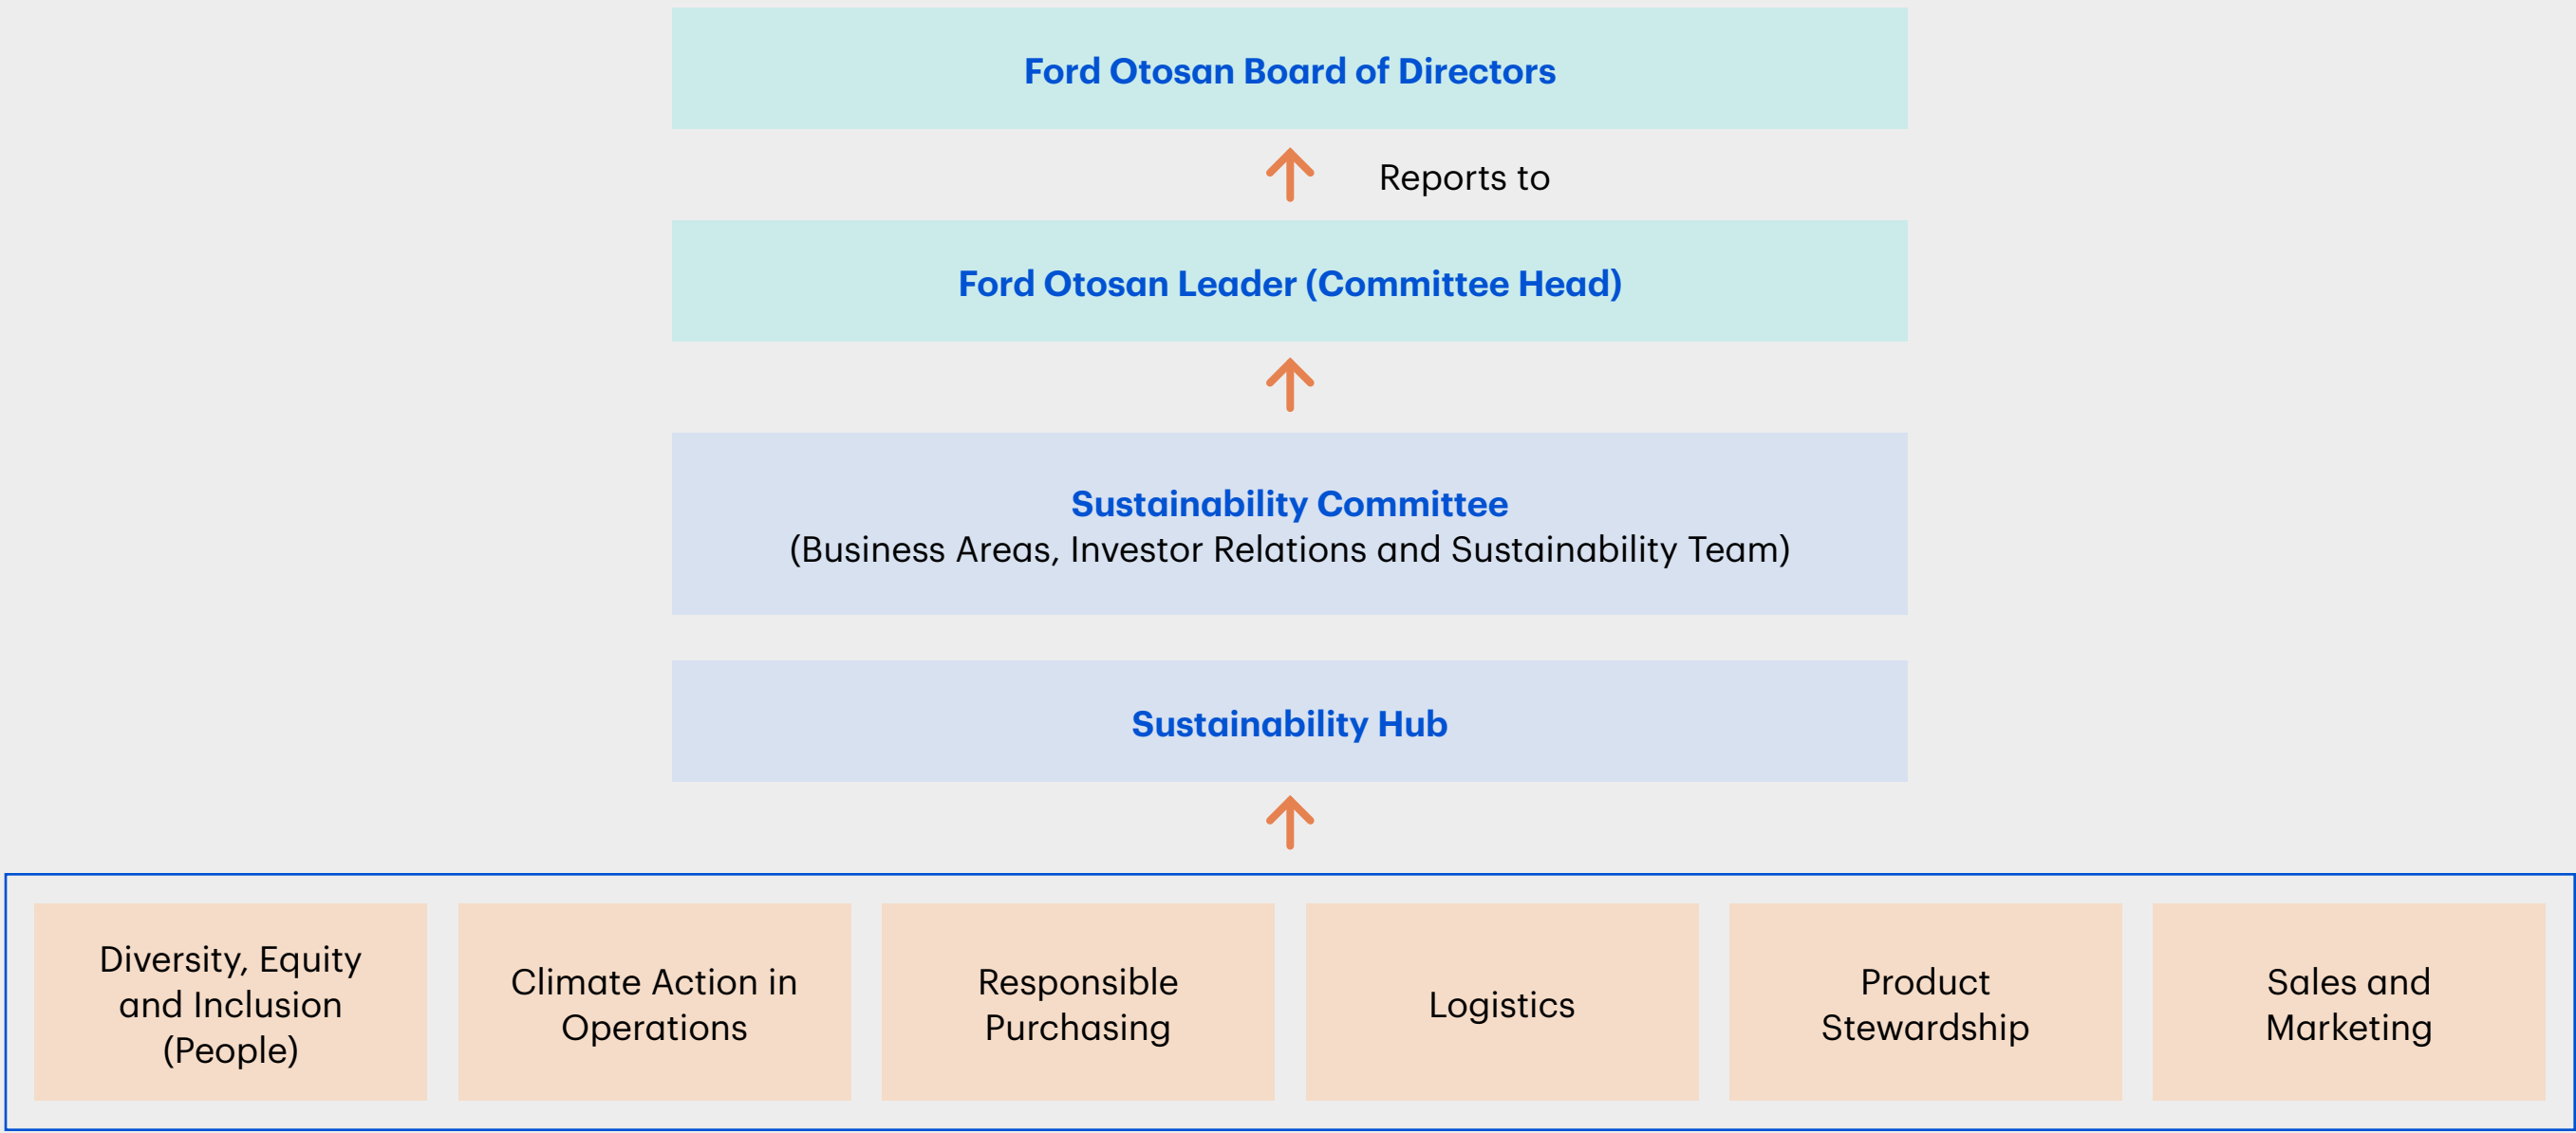 Ford Otosan Board of Directors
Reports to
Ford Otosan Leader (Committee Head)
Sustainability Committee
(Business Areas, Investor Relations and Sustainability Team)
Sustainability Hub
Diversity, Equity
and Inclusion
(People)
Climate Action in
Operations
Responsible
Purchasing
Logistics
Product
Stewardship
Sales and
Marketing